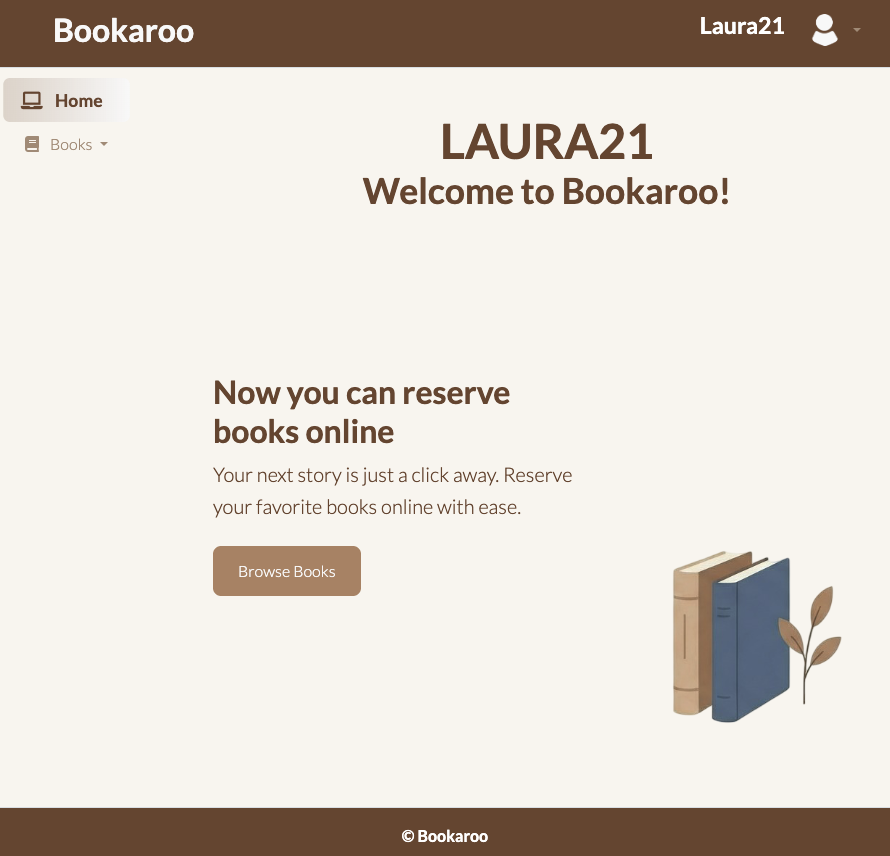 Bookaroo
Laura21
Home
Books
LAURA21
Welcome to Bookaroo!
Now you can reserve
books online
Your next story is just a click away. Reserve
your favorite books online with ease.
Browse Books
© Bookaroo